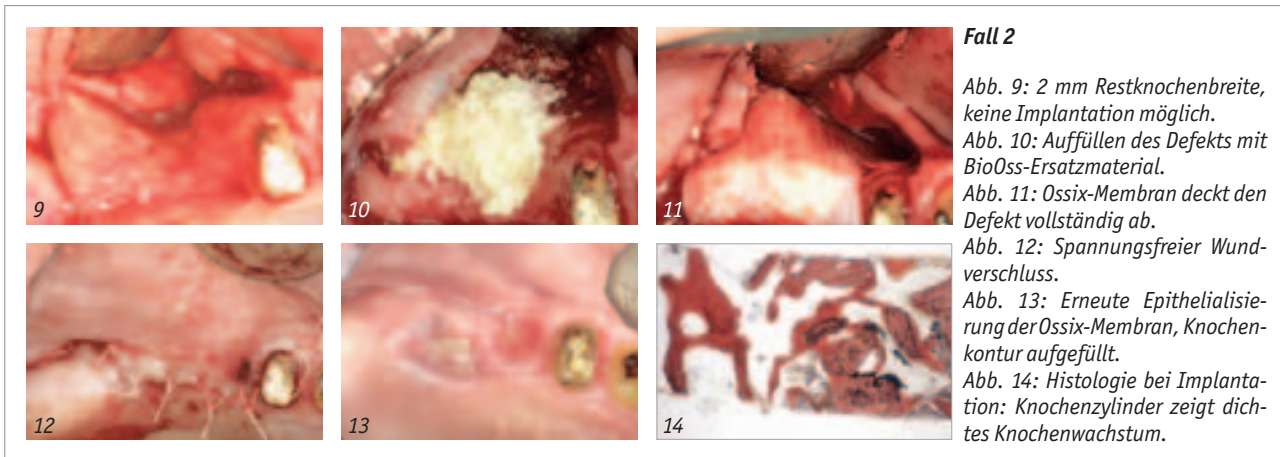 Fall 2
Abb. 9: 2 mm Restknochenbreite,
keine Implantation möglich.
Abb. 10: Auffüllen des Defekts mit
BioOss-Ersatzmaterial.
Abb. 11: Ossix-Membran deckt den
Defekt vollständig ab.
Abb. 12: Spannungsfreier Wund-
verschluss.
Abb. 13: Erneute Epithelialisie-
rung der Ossix-Membran, Knochen-
kontur aufgefüllt.
Abb. 14: Histologie bei Implanta-
tion: Knochenzylinder zeigt dich-
tes Knochenwachstum.
9
10
11
12
13
14